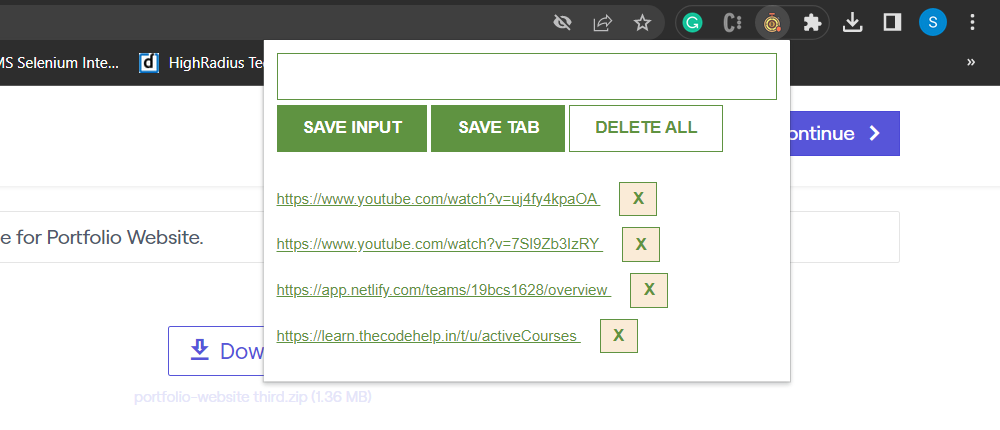 S
MS Selenium Inte...
d
HighRadius Te
»
SAVE INPUT
SAVE TAB
DELETE ALL
ontinue
https://www.youtube.com/watch?v=uj4fy4kpaOA
X
e for Portfolio Website.
https://www.youtube.com/watch?v=7SI9Zb3IzRY
X
https://app.netlify.com/teams/19bcs1628/overview
X
https://learn.thecodehelp.in/t/u/activeCourses
X
Dow
portfolio-website third.zip (1.36 MB)